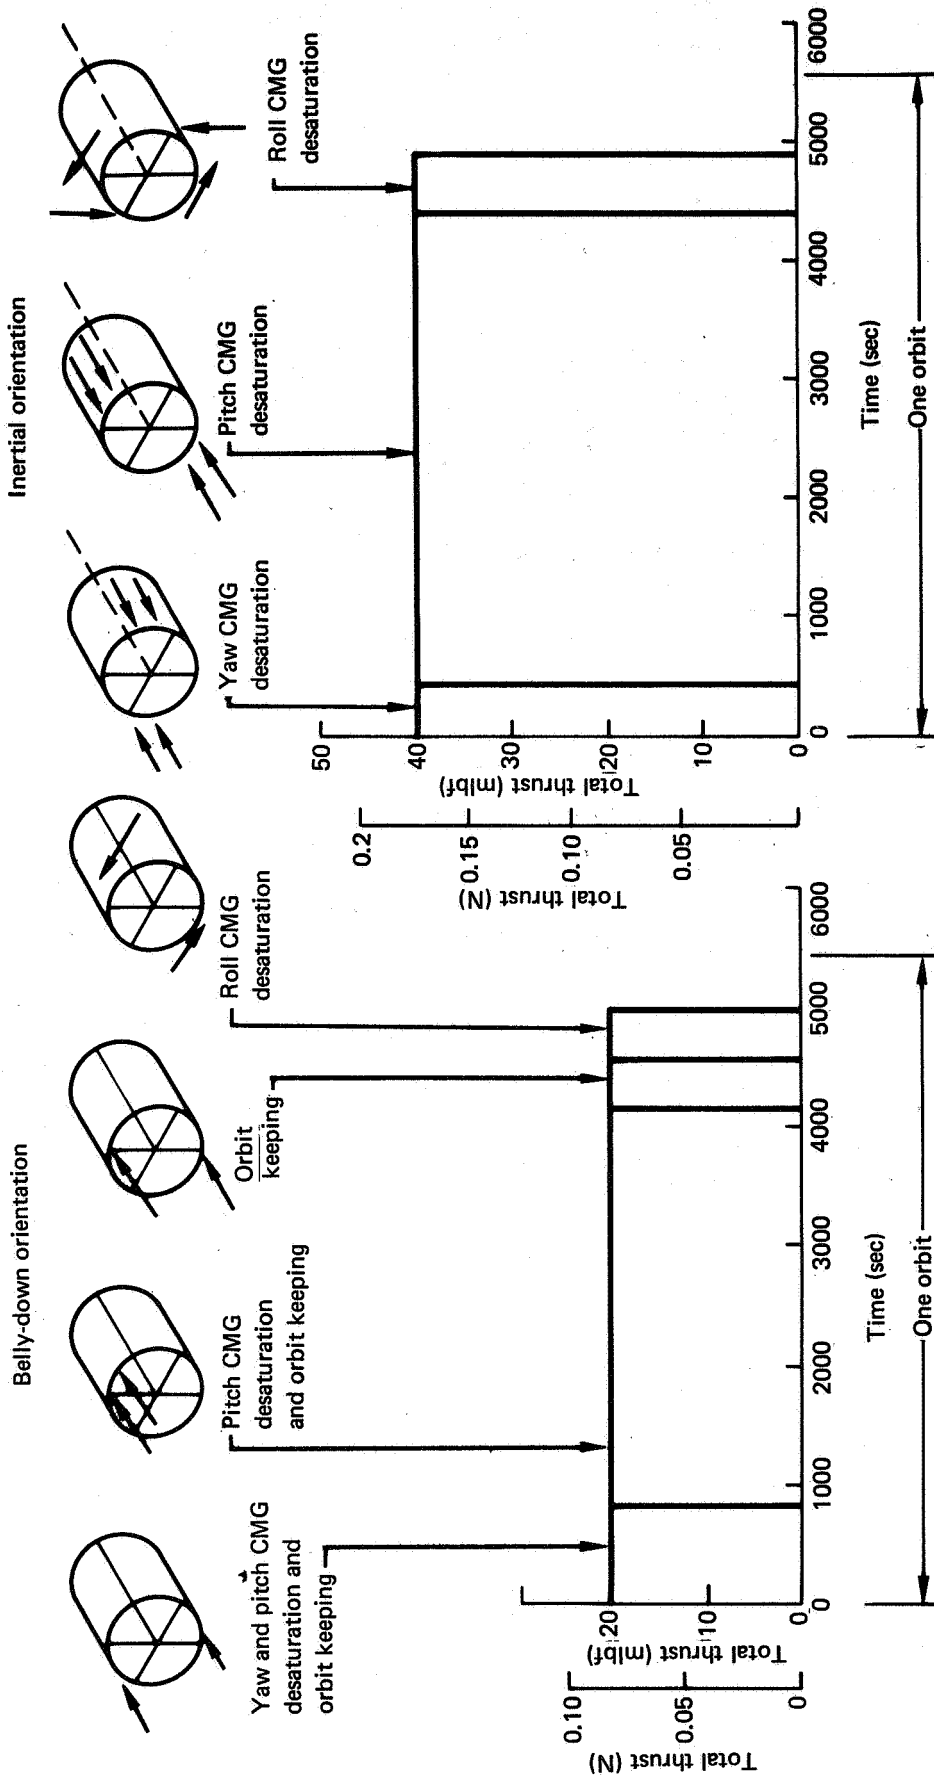 Belly-down orientation
Yaw and pitch CMG
desaturation and
orbit keeping
Pitch CMG
desaturation
and orbit keeping
Orbit
keeping
Roll CMG
desaturation
Total thrust (N)
0.10
0.05
0
Total thrust (mlbf)
20
10
0
0
1000
2000
3000
4000
5000
6000
Time (sec)
One orbit
Inertial orientation
Yaw CMG
desaturation
Pitch CMG
desaturation
Roll CMG
desaturation
Total thrust (N)
0.2
0.15
0.10
0.05
Total thrust (mlbf)
50
40
30
20
10
0
0
1000
2000
3000
4000
5000
6000
Time (sec)
One orbit